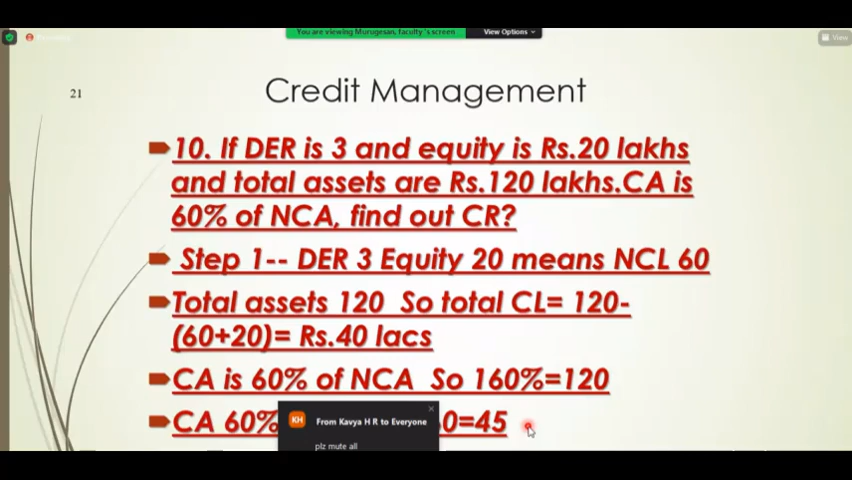 You are viewing Murugesan, faculty's screen
View Options
View
21
Credit Management
10. If DER is 3 and equity is Rs.20 lakhs
and total assets are Rs.120 lakhs.CA is
60% of NCA, find out CR?
Step 1-- DER 3 Equity 20 means NCL 60
Total assets 120 So total CL= 120-
(60+20)= Rs.40 lacs
CA is 60% of NCA So 160%=120
CA 60% 0=45
KH From Kavya H R to Everyone
plz mute all